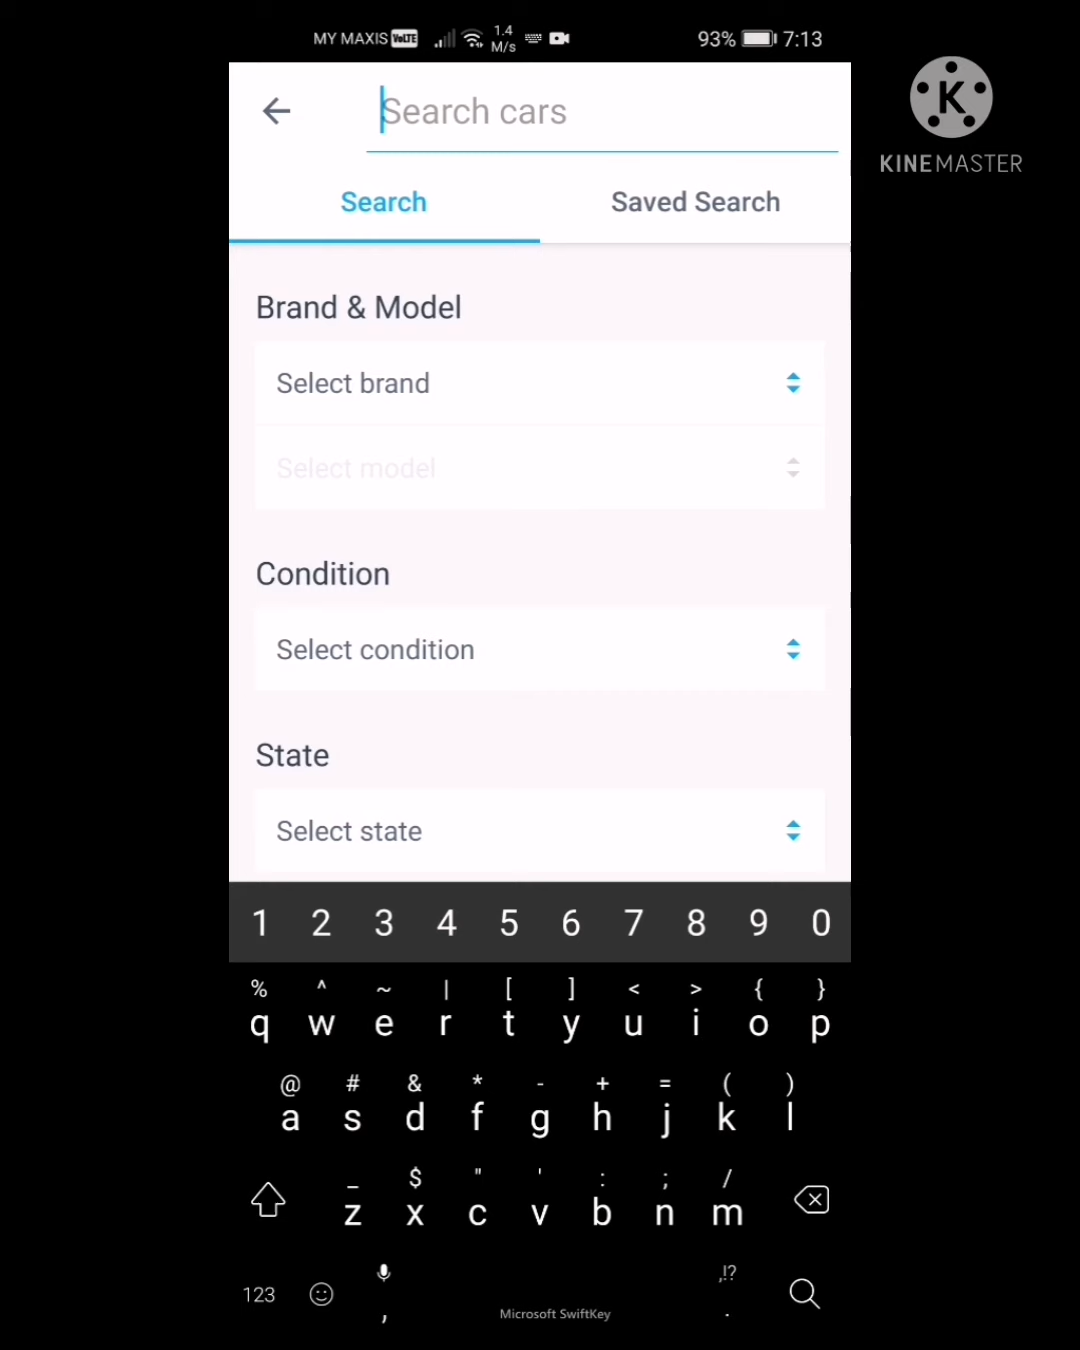 MY MAXIS VoLTE 1.4 M/s 93% 7:13
K
KINEMASTER
Search cars
Search Saved Search
Brand & Model
Select brand
Select model
Condition
Select condition
State
Select state
1 2 3 4 5 6 7 8 9 0
% ^ ~ | [ ] < > { }
q w e r t y u i o p
@ # & * - + = ( )
a s d f g h j k l
_ $ " ' : ; /
z x c v b n m
,!?
123 , Microsoft SwiftKey .